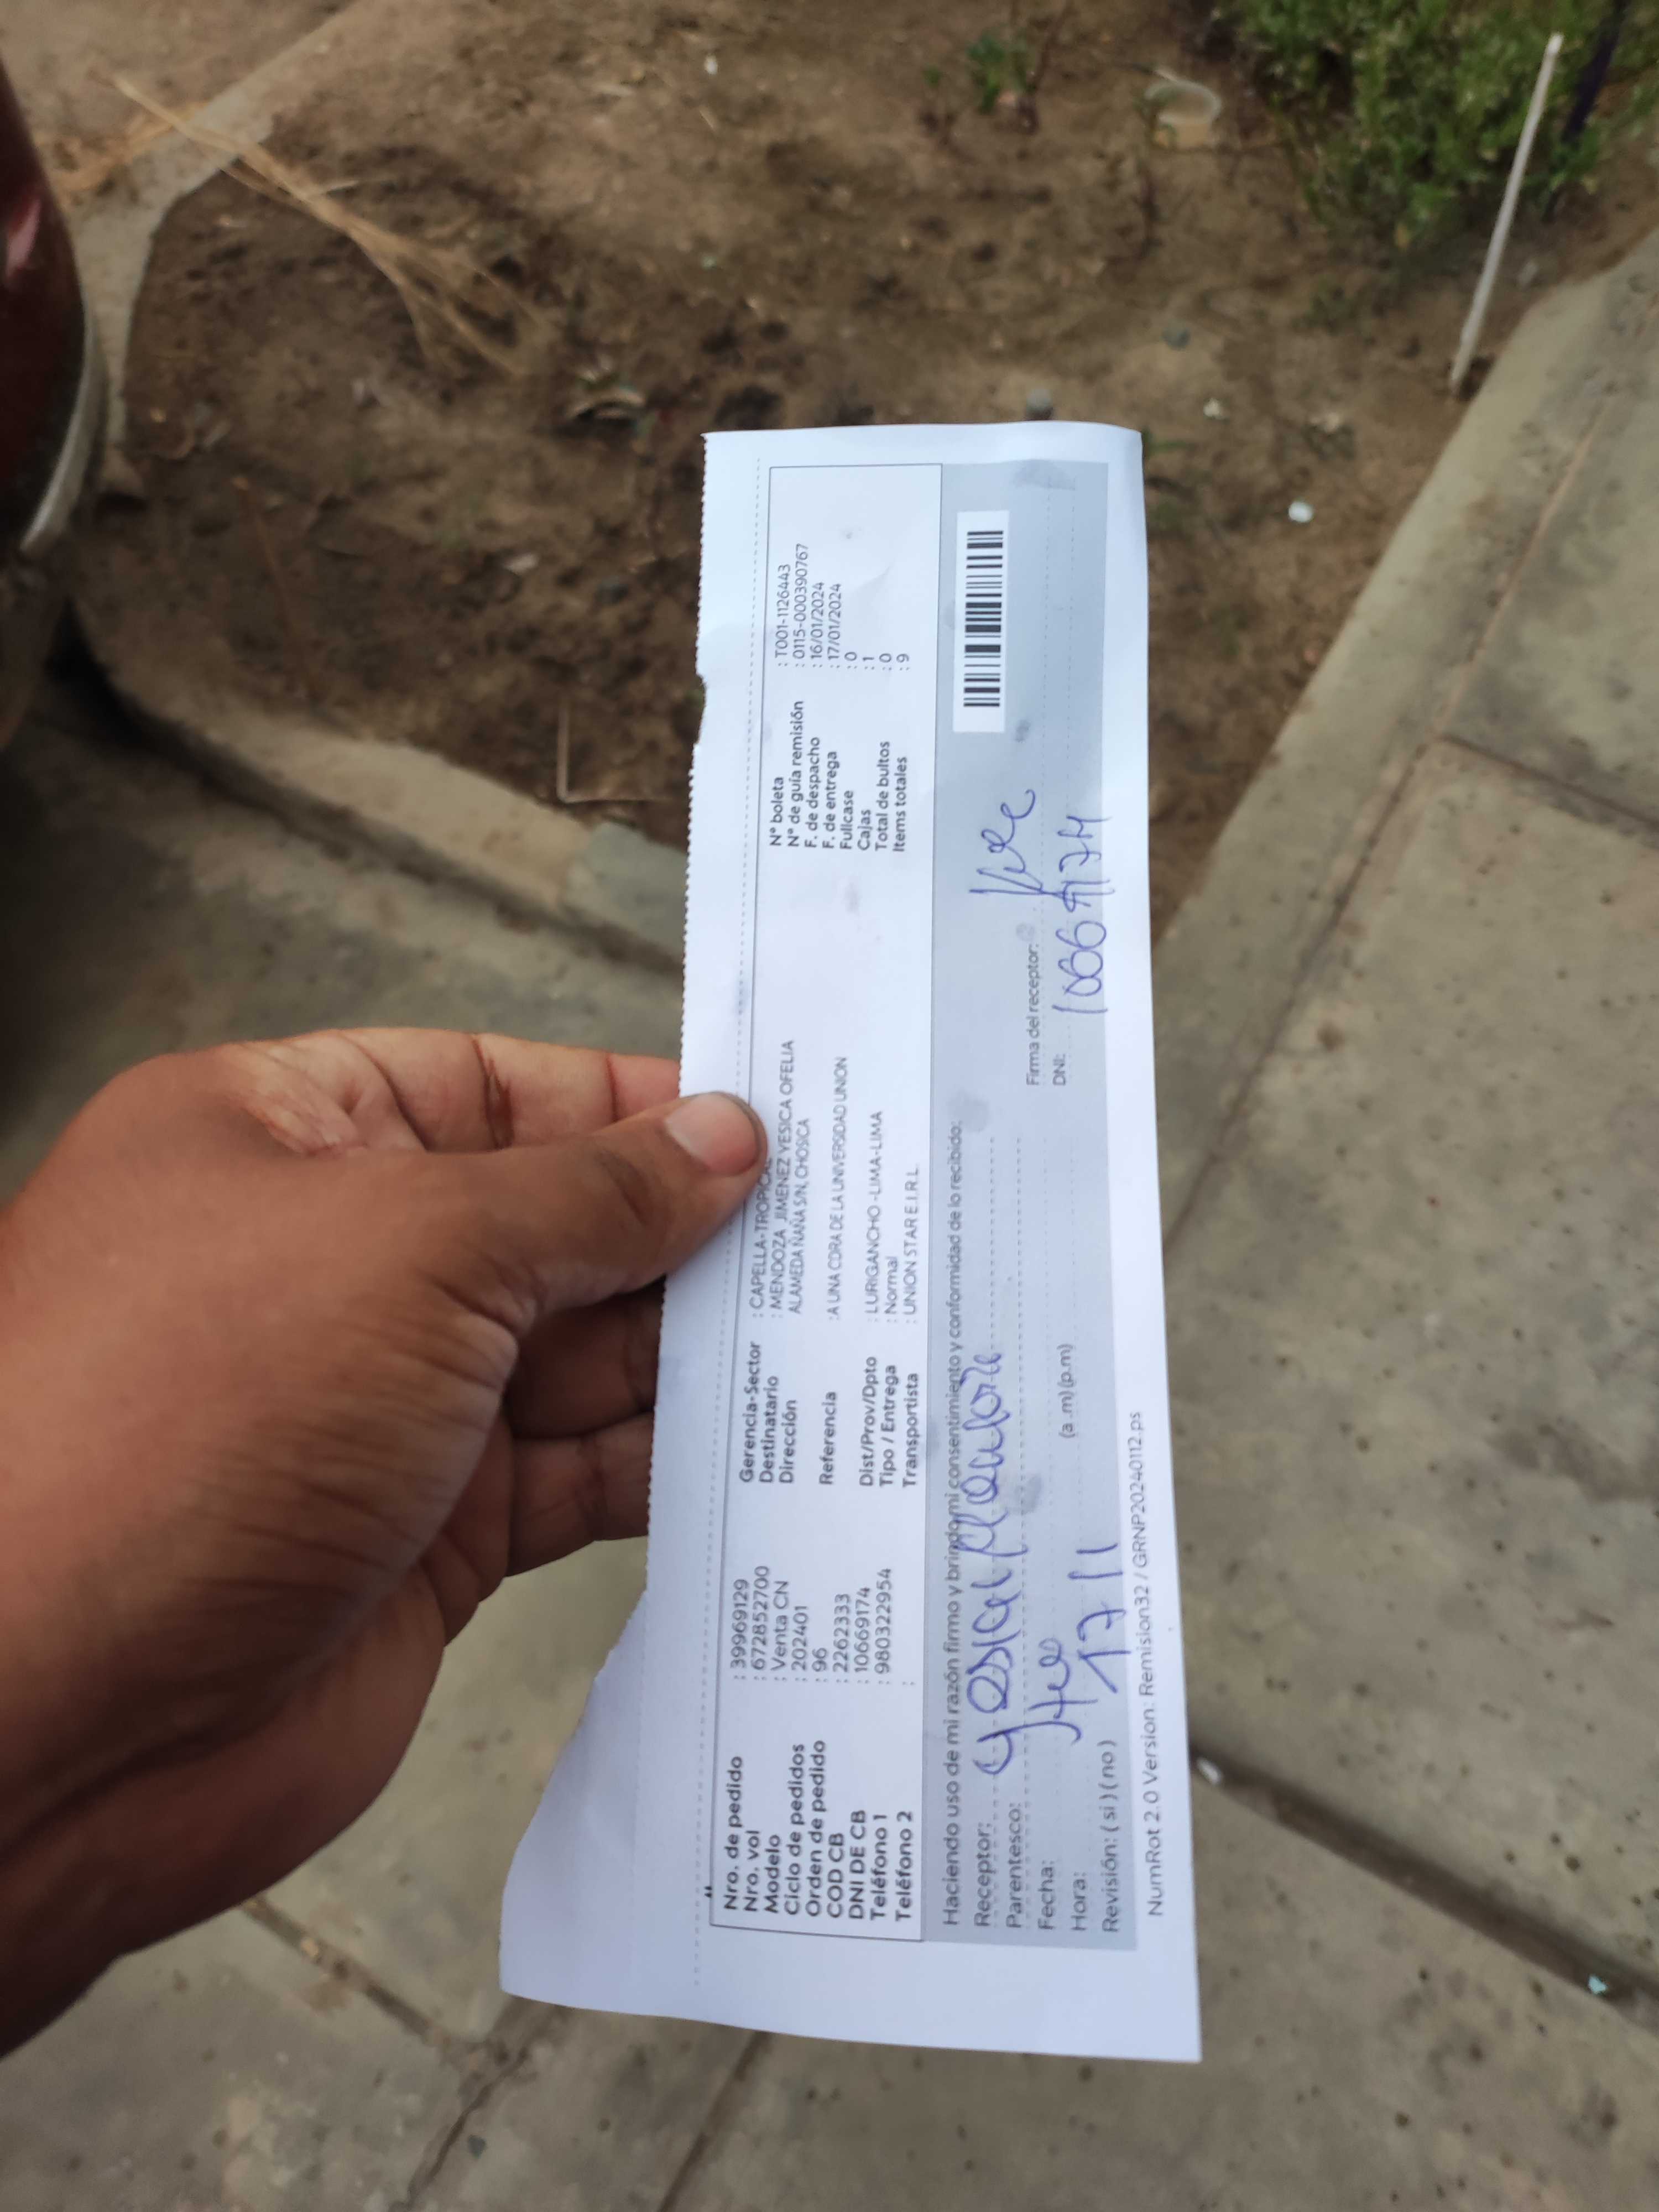 Nro. de pedido : 39969129
Nro. vol : 672852700
Modelo : Venta CN
Ciclo de pedidos : 202401
Orden de pedido : 96
COD CB : 2262333
DNI DE CB : 10669174
Teléfono 1 : 980322954
Teléfono 2 :
Gerencia-Sector : CAPELLA-TROPICAL
Destinatario : MENDOZA JIMENEZ YESICA OFELIA
Dirección ALAMEDA ÑAÑA S/N, CHOSICA
Referencia : A UNA CDRA DE LA UNIVERSIDAD UNION
Dist/Prov/Dpto : LURIGANCHO -LIMA-LIMA
Tipo / Entrega : Normal
Transportista : UNION STAR E.I.R.L.
N° boleta : T001-1126443
N° de guía remisión : 0115-000390767
F. de despacho : 16/01/2024
F. de entrega : 17/01/2024
Fullcase : 0
Cajas : 1
Total de bultos : 0
Items totales : 9
Haciendo uso de mi razón firmo y brindo mi consentimiento y conformidad de lo recibido:
Receptor:
Parentesco:
Fecha: 17 11
Hora: (a.m) (p.m)
Revisión: ( si ) ( no )
Firma del receptor:
DNI: 10669174
NumRot 2.0 Version: Remision32 / GRNP20240112.ps